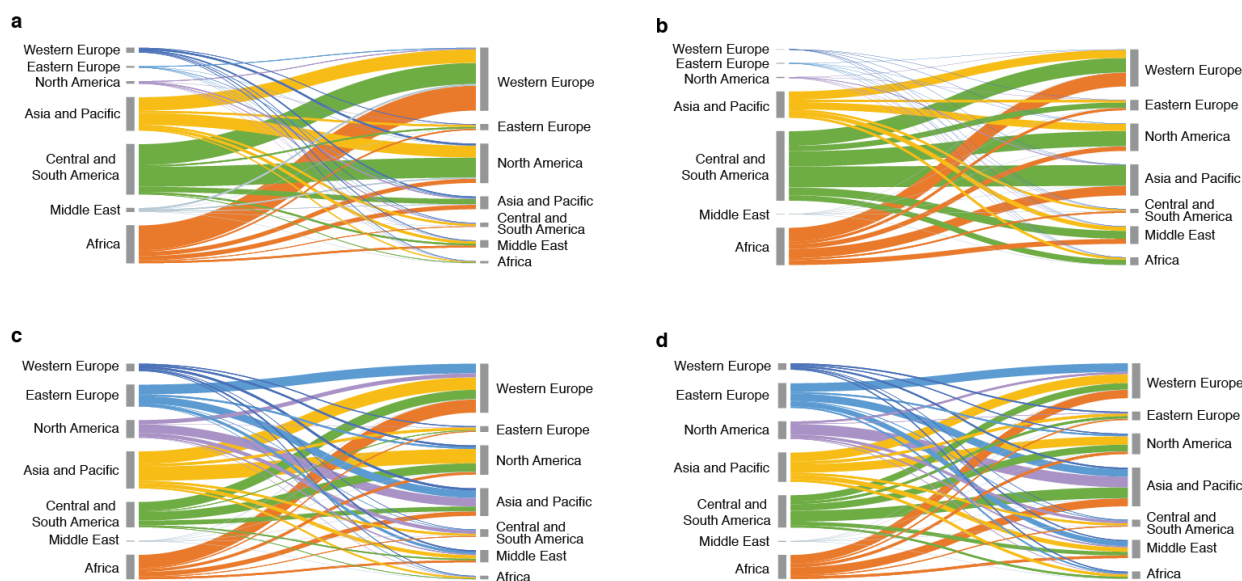 a
Western Europe
Eastern Europe
North America
Asia and Pacific
Central and
South America
Middle East
Africa
Western Europe
Eastern Europe
North America
Asia and Pacific
Central and
South America
Middle East
Africa
b
Western Europe
Eastern Europe
North America
Asia and Pacific
Central and
South America
Middle East
Africa
Western Europe
Eastern Europe
North America
Asia and Pacific
Central and
South America
Middle East
Africa
c
Western Europe
Eastern Europe
North America
Asia and Pacific
Central and
South America
Middle East
Africa
Western Europe
Eastern Europe
North America
Asia and Pacific
Central and
South America
Middle East
Africa
d
Western Europe
Eastern Europe
North America
Asia and Pacific
Central and
South America
Middle East
Africa
Western Europe
Eastern Europe
North America
Asia and Pacific
Central and
South America
Middle East
Africa